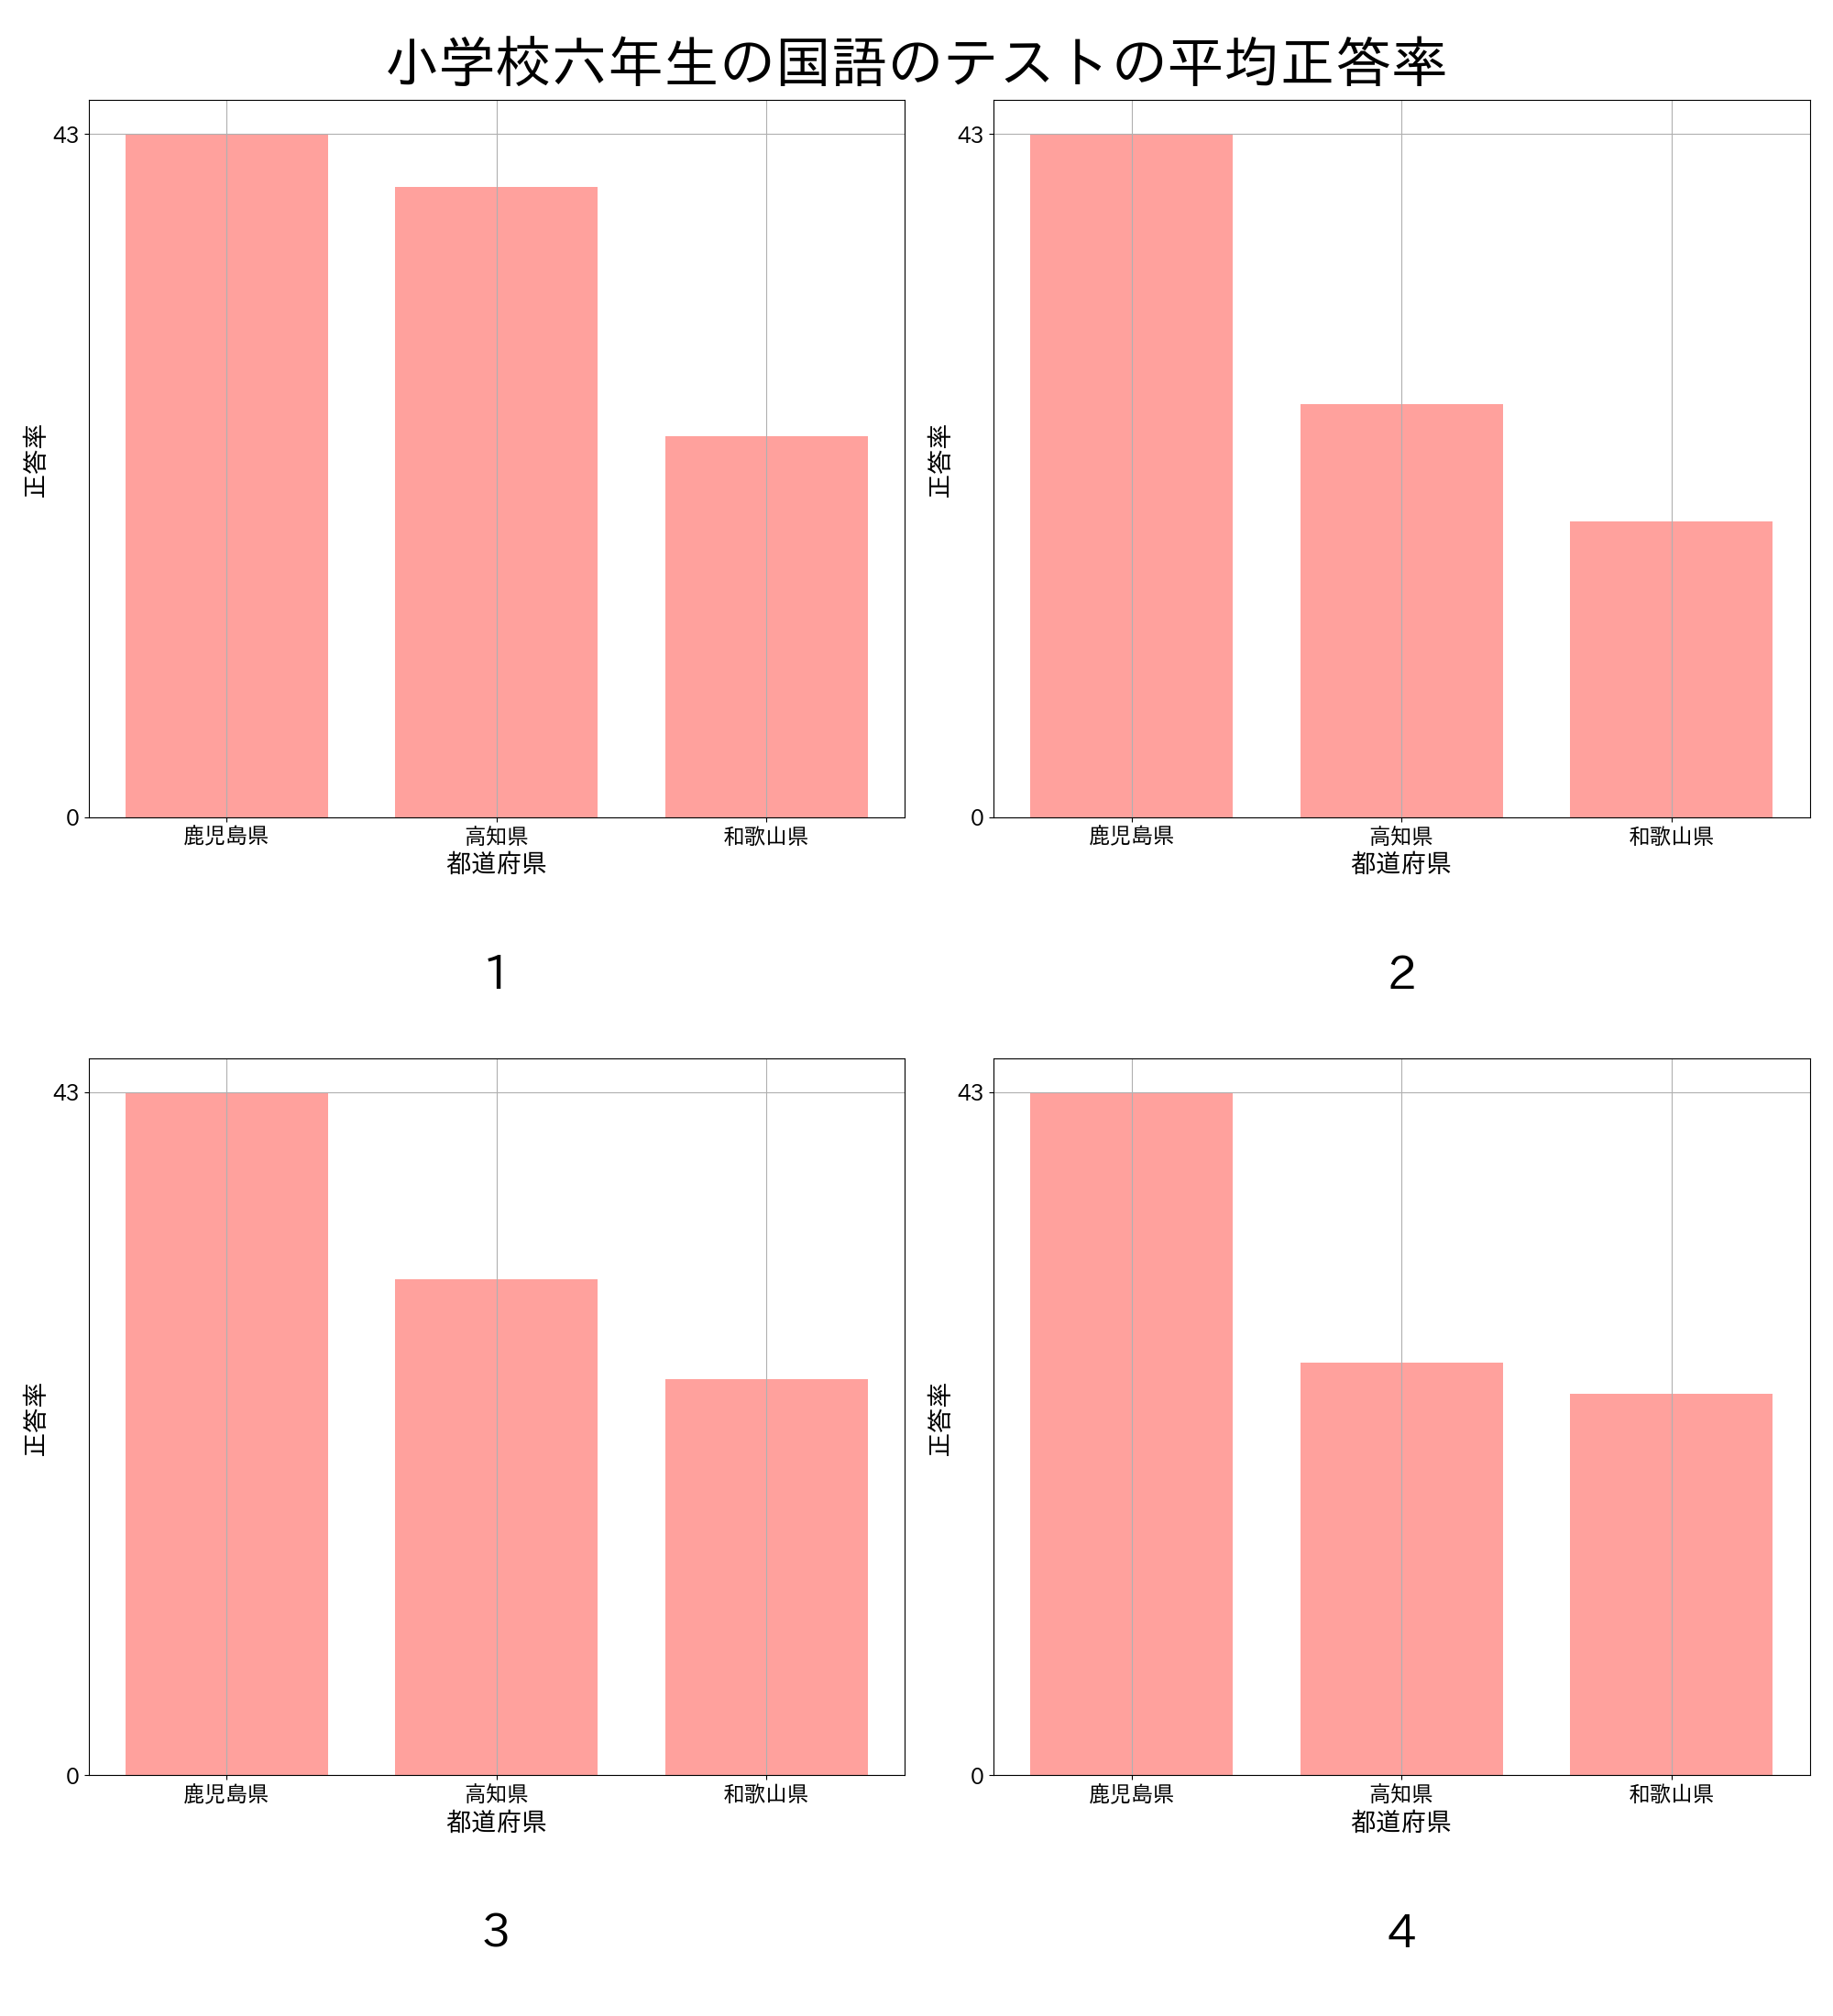 小学校六年生の国語のテストの平均正答率
43
正答率
0
鹿児島県 高知県 和歌山県
都道府県
1
43
正答率
0
鹿児島県 高知県 和歌山県
都道府県
2
43
正答率
0
鹿児島県 高知県 和歌山県
都道府県
3
43
正答率
0
鹿児島県 高知県 和歌山県
都道府県
4